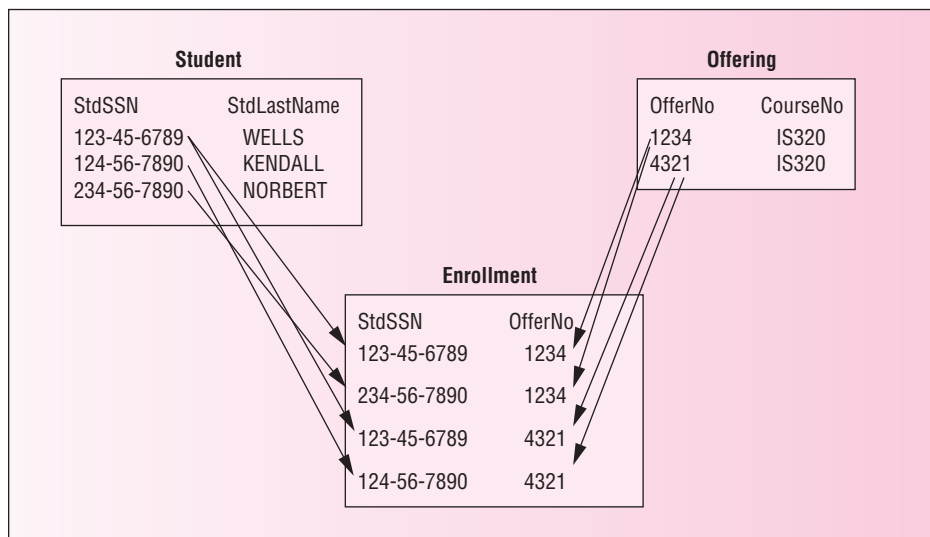 Student
StdSSN StdLastName
123-45-6789 WELLS
124-56-7890 KENDALL
234-56-7890 NORBERT
Offering
OfferNo CourseNo
1234 IS320
4321 IS320
Enrollment
StdSSN OfferNo
123-45-6789 1234
234-56-7890 1234
123-45-6789 4321
124-56-7890 4321